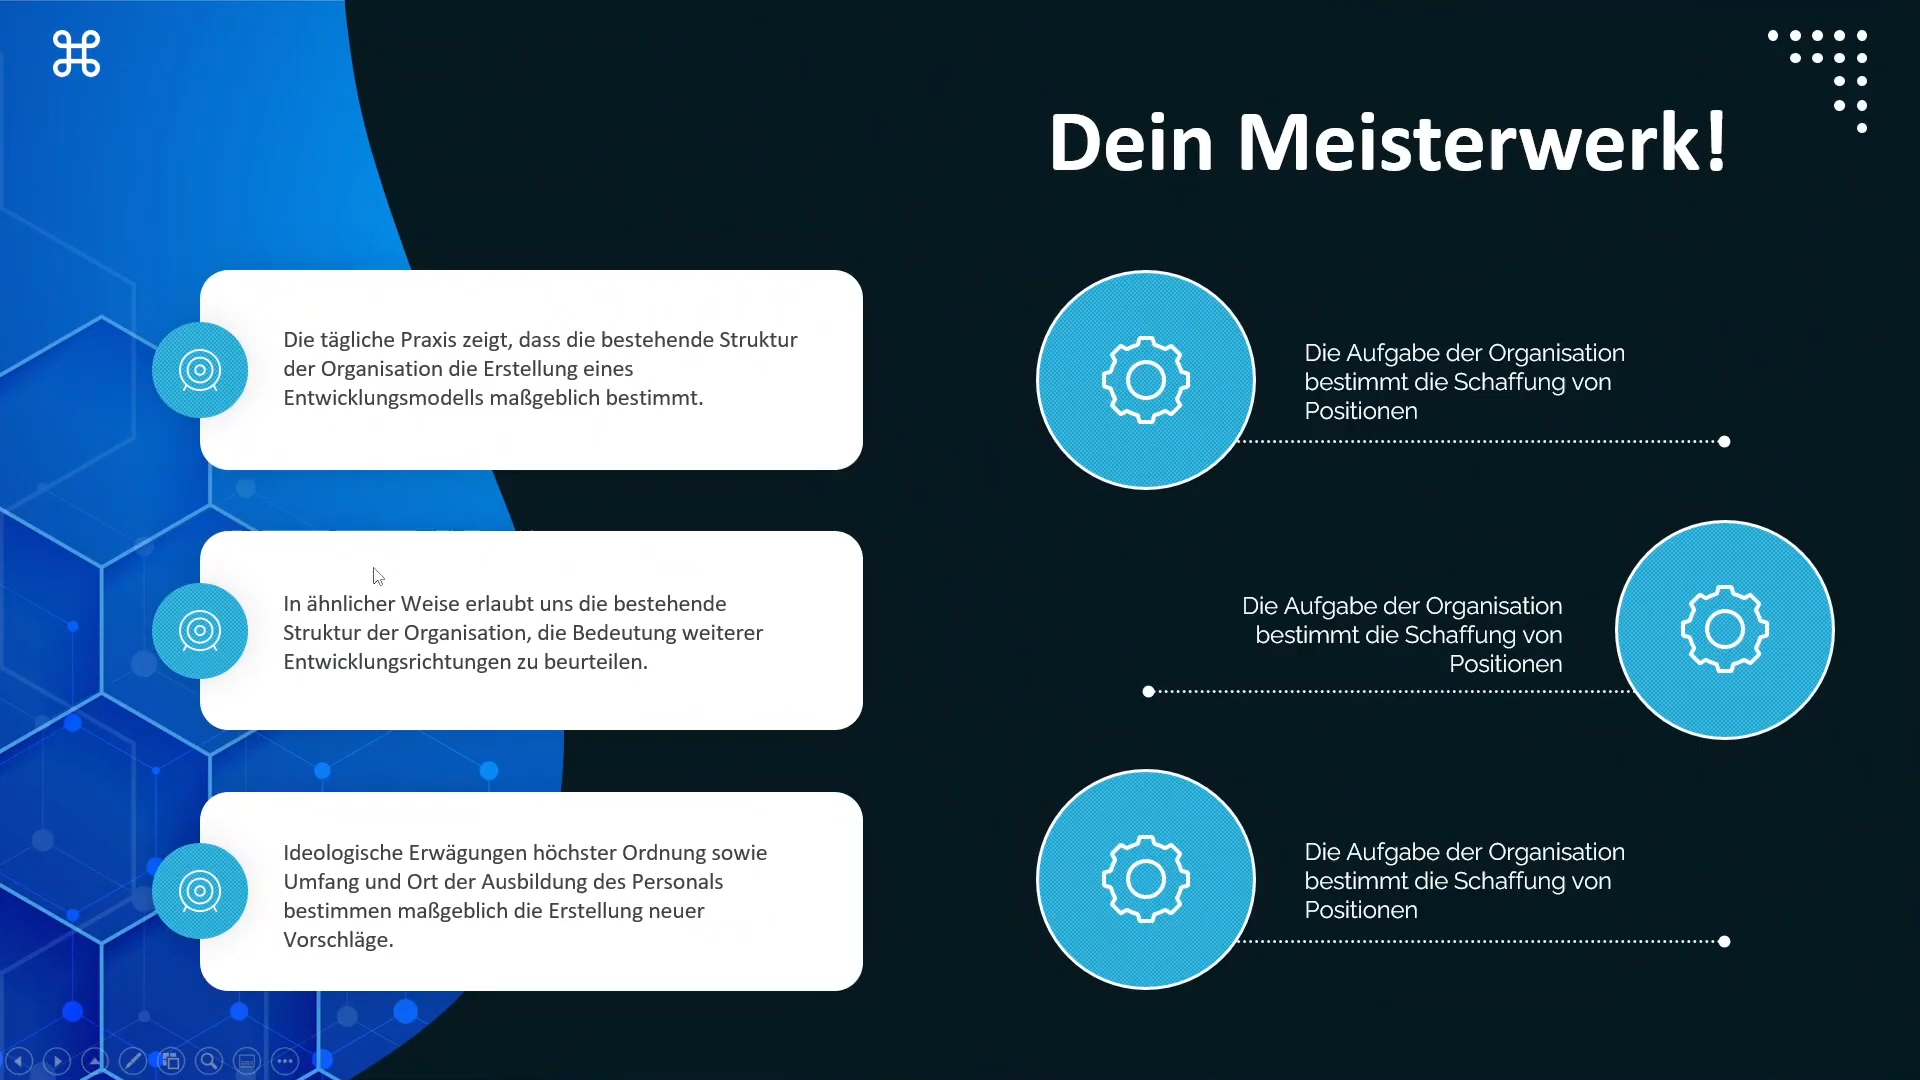 Dein Meisterwerk!
Die tägliche Praxis zeigt, dass die bestehende Struktur
der Organisation die Erstellung eines
Entwicklungsmodells maßgeblich bestimmt.
In ähnlicher Weise erlaubt uns die bestehende
Struktur der Organisation, die Bedeutung weiterer
Entwicklungsrichtungen zu beurteilen.
Ideologische Erwägungen höchster Ordnung sowie
Umfang und Ort der Ausbildung des Personals
bestimmen maßgeblich die Erstellung neuer
Vorschläge.
Die Aufgabe der Organisation
bestimmt die Schaffung von
Positionen
Die Aufgabe der Organisation
bestimmt die Schaffung von
Positionen
Die Aufgabe der Organisation
bestimmt die Schaffung von
Positionen